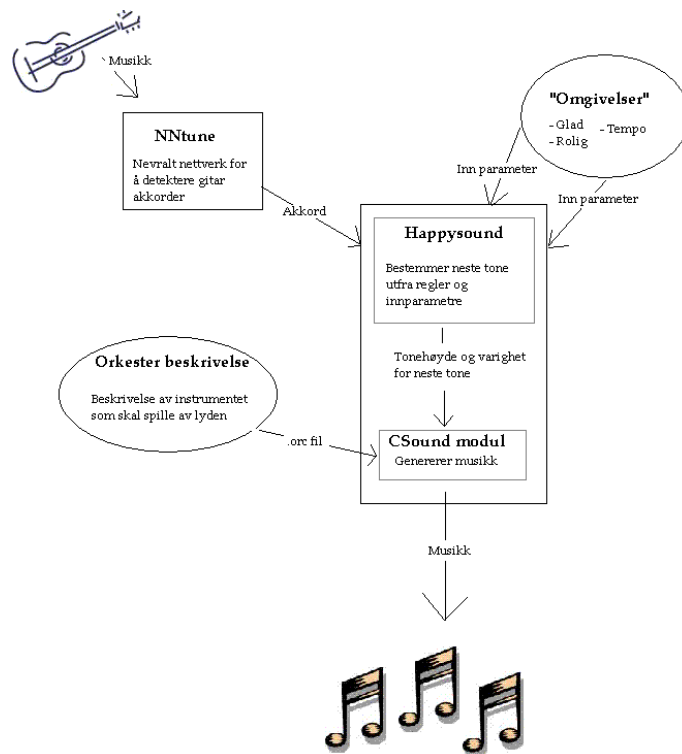 Musikk
NNtune
Nevralt nettverk for
å detektere gitar
akkorder
"Omgivelser"
- Glad
- Tempo
- Rolig
Inn parameter
Inn parameter
Akkord
Happysound
Bestemmer neste tone
utfra regler og
innparametre
Tonehøyde og varighet
for neste tone
Orkester beskrivelse
Beskrivelse av instrumentet
som skal spille av lyden
.orc fil
CSound modul
Genererer musikk
Musikk